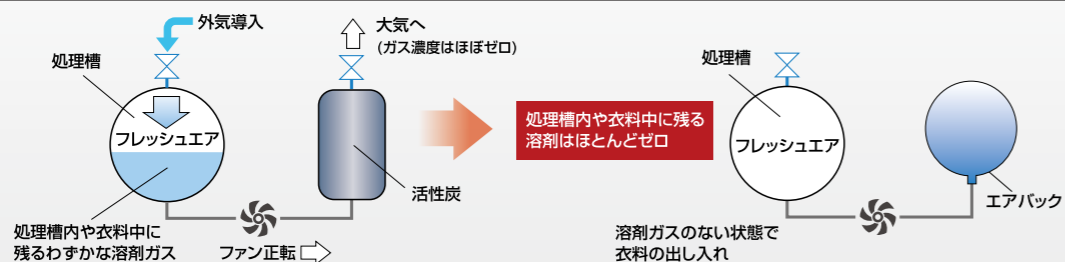 外気導入
大気へ
(ガス濃度はほぼゼロ)
処理槽
フレッシュエア
活性炭
処理槽内や衣料中に
残るわずかな溶剤ガス
ファン正転
処理槽内や衣料中に残る
溶剤はほとんどゼロ
処理槽
フレッシュエア
エアバック
溶剤ガスのない状態で
衣料の出し入れ